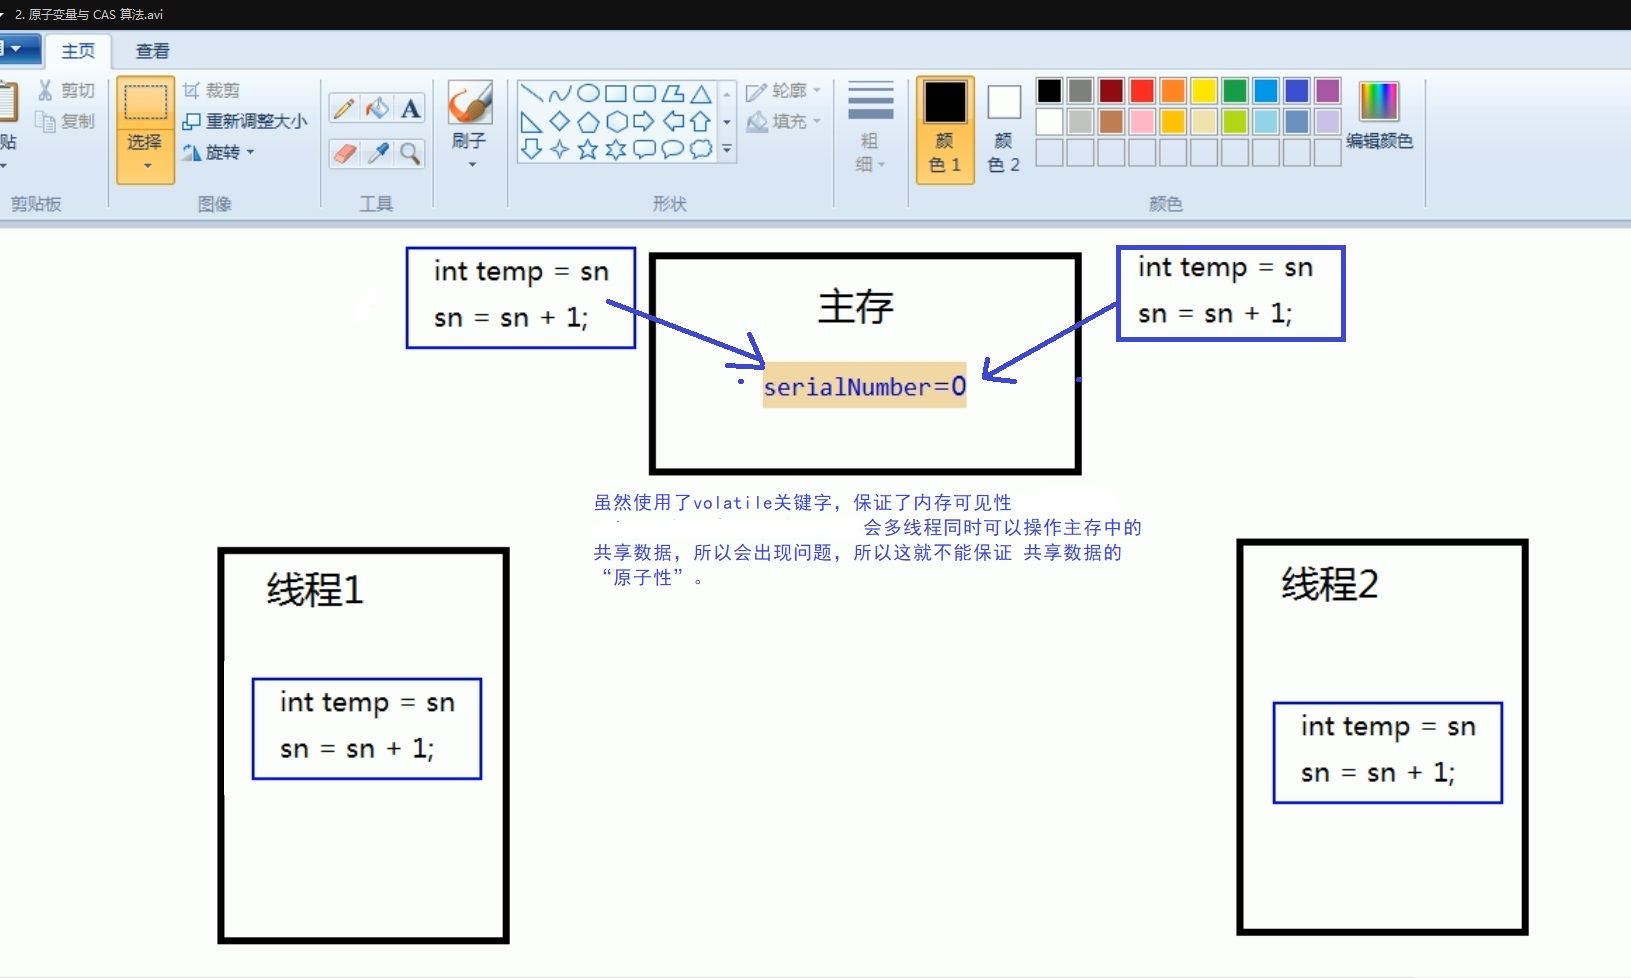 2. 原子变量与 CAS 算法.avi
主页 查看
剪切
复制
贴
剪贴板
选择
裁剪
重新调整大小
旋转
图像
A
工具
刷子
形状
轮廓
填充
粗
细
颜
色 1
颜
色 2
编辑颜色
颜色
int temp = sn
sn = sn + 1;
主存
serialNumber=0
int temp = sn
sn = sn + 1;
虽然使用了volatile关键字，保证了内存可见性
会多线程同时可以操作主存中的
共享数据，所以会出现问题，所以这就不能保证 共享数据的
“原子性”。
线程1
int temp = sn
sn = sn + 1;
线程2
int temp = sn
sn = sn + 1;